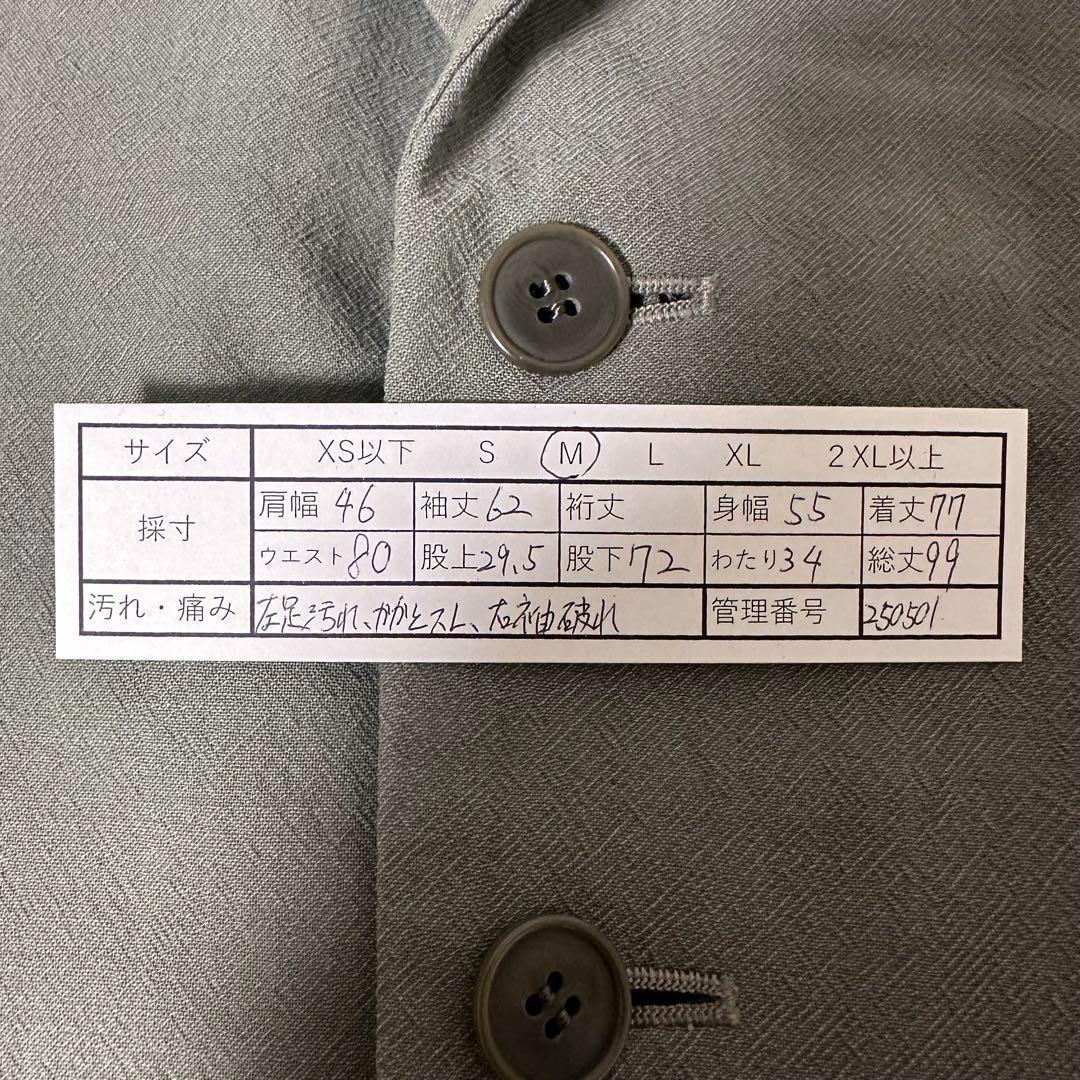 サイズ XS以下 S M L XL 2XL以上
採寸 肩幅 46 袖丈 62 裄丈 身幅 55 着丈 77
ウエスト 80 股上 29.5 股下 72 わたり 34 総丈 99
汚れ・痛み 左足汚れ、かかとスレ、右袖破れ 管理番号 250501